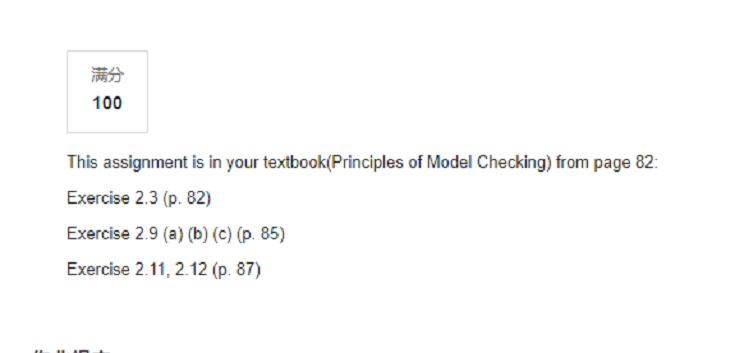 满分
100
This assignment is in your textbook(Principles of Model Checking) from page 82:
Exercise 2.3 (p. 82)
Exercise 2.9 (a) (b) (c) (p. 85)
Exercise 2.11, 2.12 (p. 87)